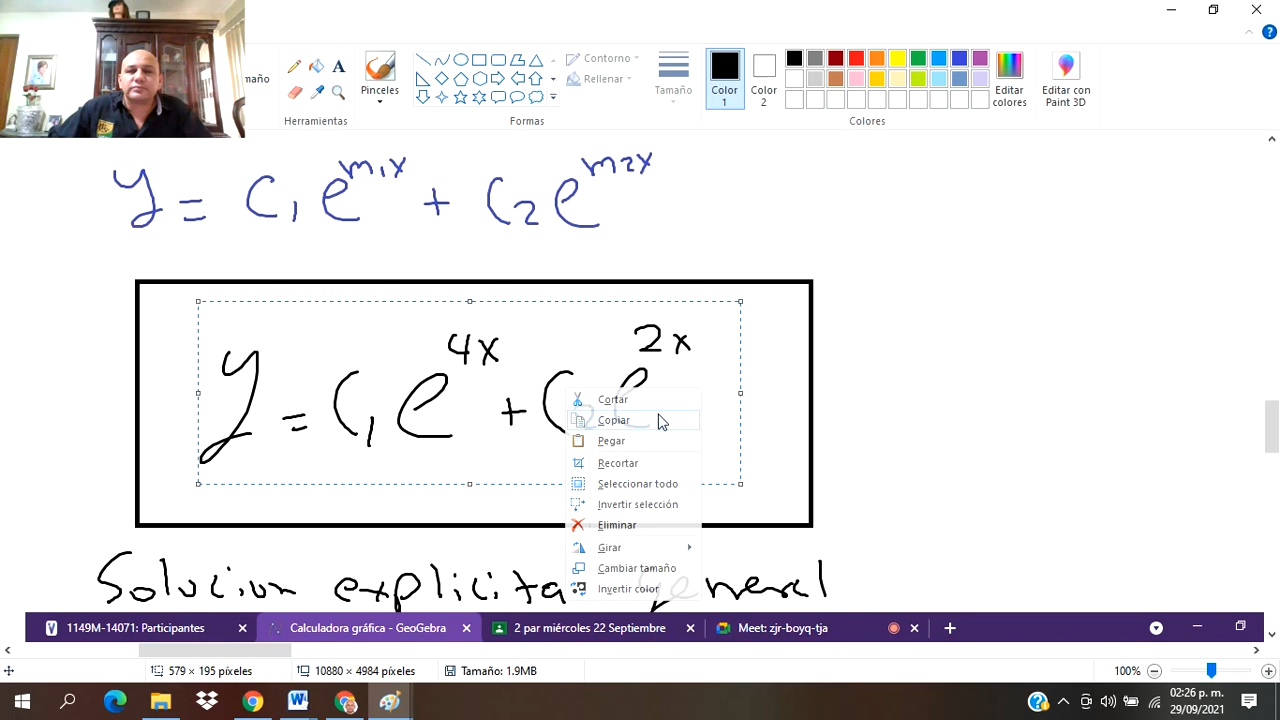 maño
Herramientas
Pinceles
Contorno
Rellenar
Formas
Tamaño
Color 1
Color 2
Colores
Editar colores
Editar con Paint 3D
y = C₁e^m₁x + C₂e^m2x
y = C₁e^4x + C₂e^2x
Cortar
Copiar
Pegar
Recortar
Seleccionar todo
Invertir selección
Eliminar
Girar
Cambiar tamaño
Invertir color
Solucion explicita general
1149M-14071: Participantes
Calculadora gráfica - GeoGebra
2 par miércoles 22 Septiembre
Meet: zjr-boyq-tja
579 × 195 píxeles
10880 × 4984 píxeles
Tamaño: 1.9MB
100%
02:26 p. m.
29/09/2021